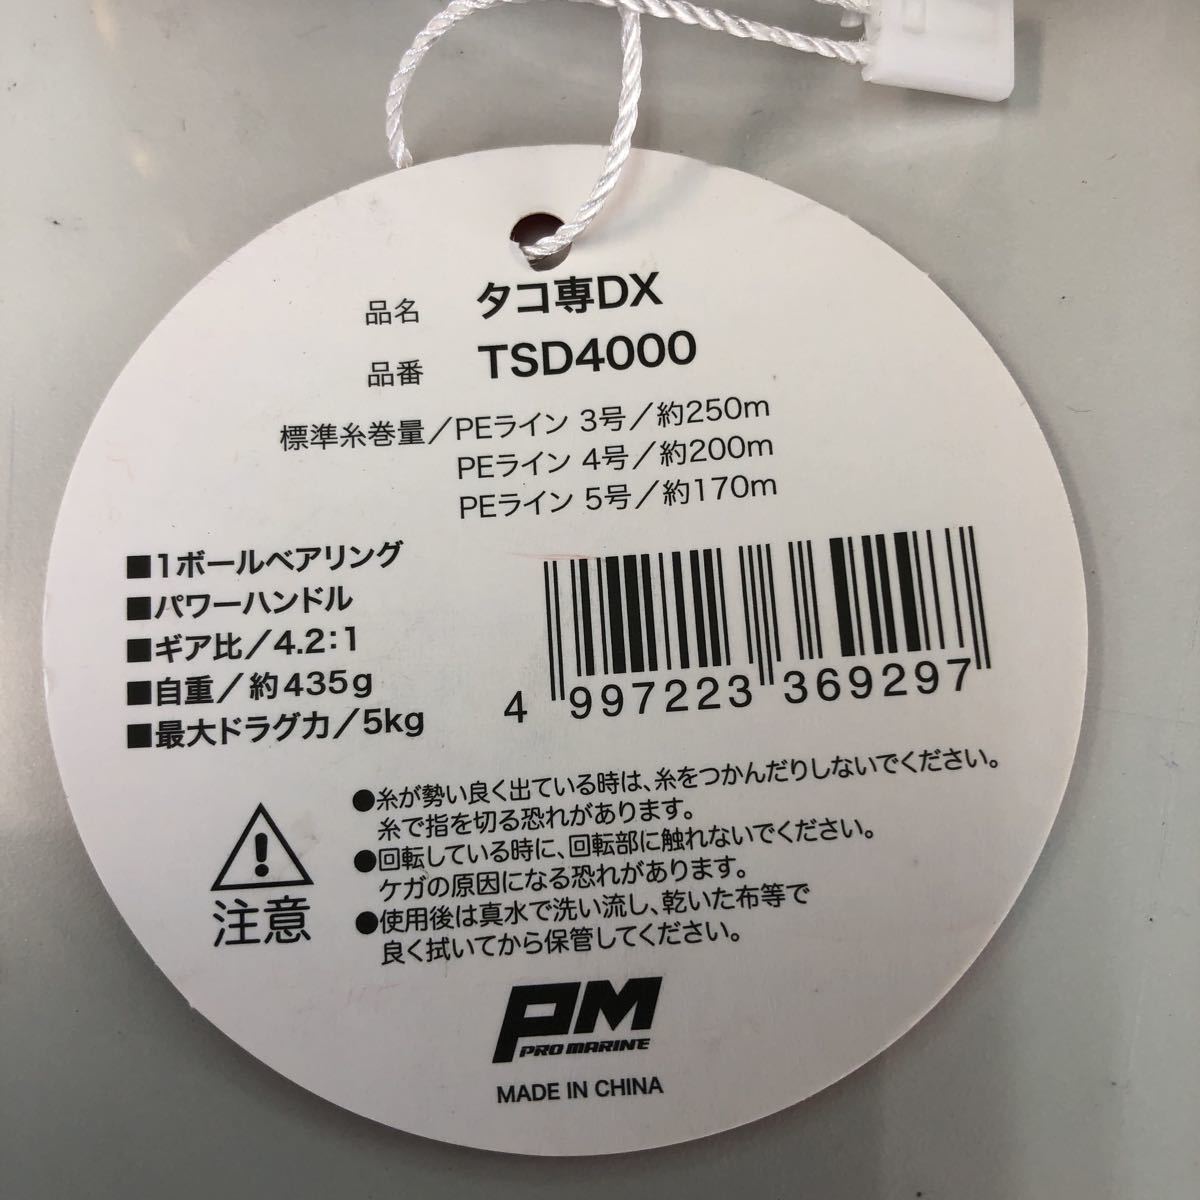 品名 タコ専DX
品番 TSD4000
標準糸巻量／PEライン 3号／約250m
PEライン 4号／約200m
PEライン 5号／約170m
■1ボールベアリング
■パワーハンドル
■ギア比／4.2：1
■自重／約435g
■最大ドラグ力／5kg
4 997223 369297
注意
●糸が勢い良く出ている時は、糸をつかんだりしないでください。
糸で指を切る恐れがあります。
●回転している時に、回転部に触れないでください。
ケガの原因になる恐れがあります。
●使用後は真水で洗い流し、乾いた布等で
良く拭いてから保管してください。
PM
PRO MARINE
MADE IN CHINA